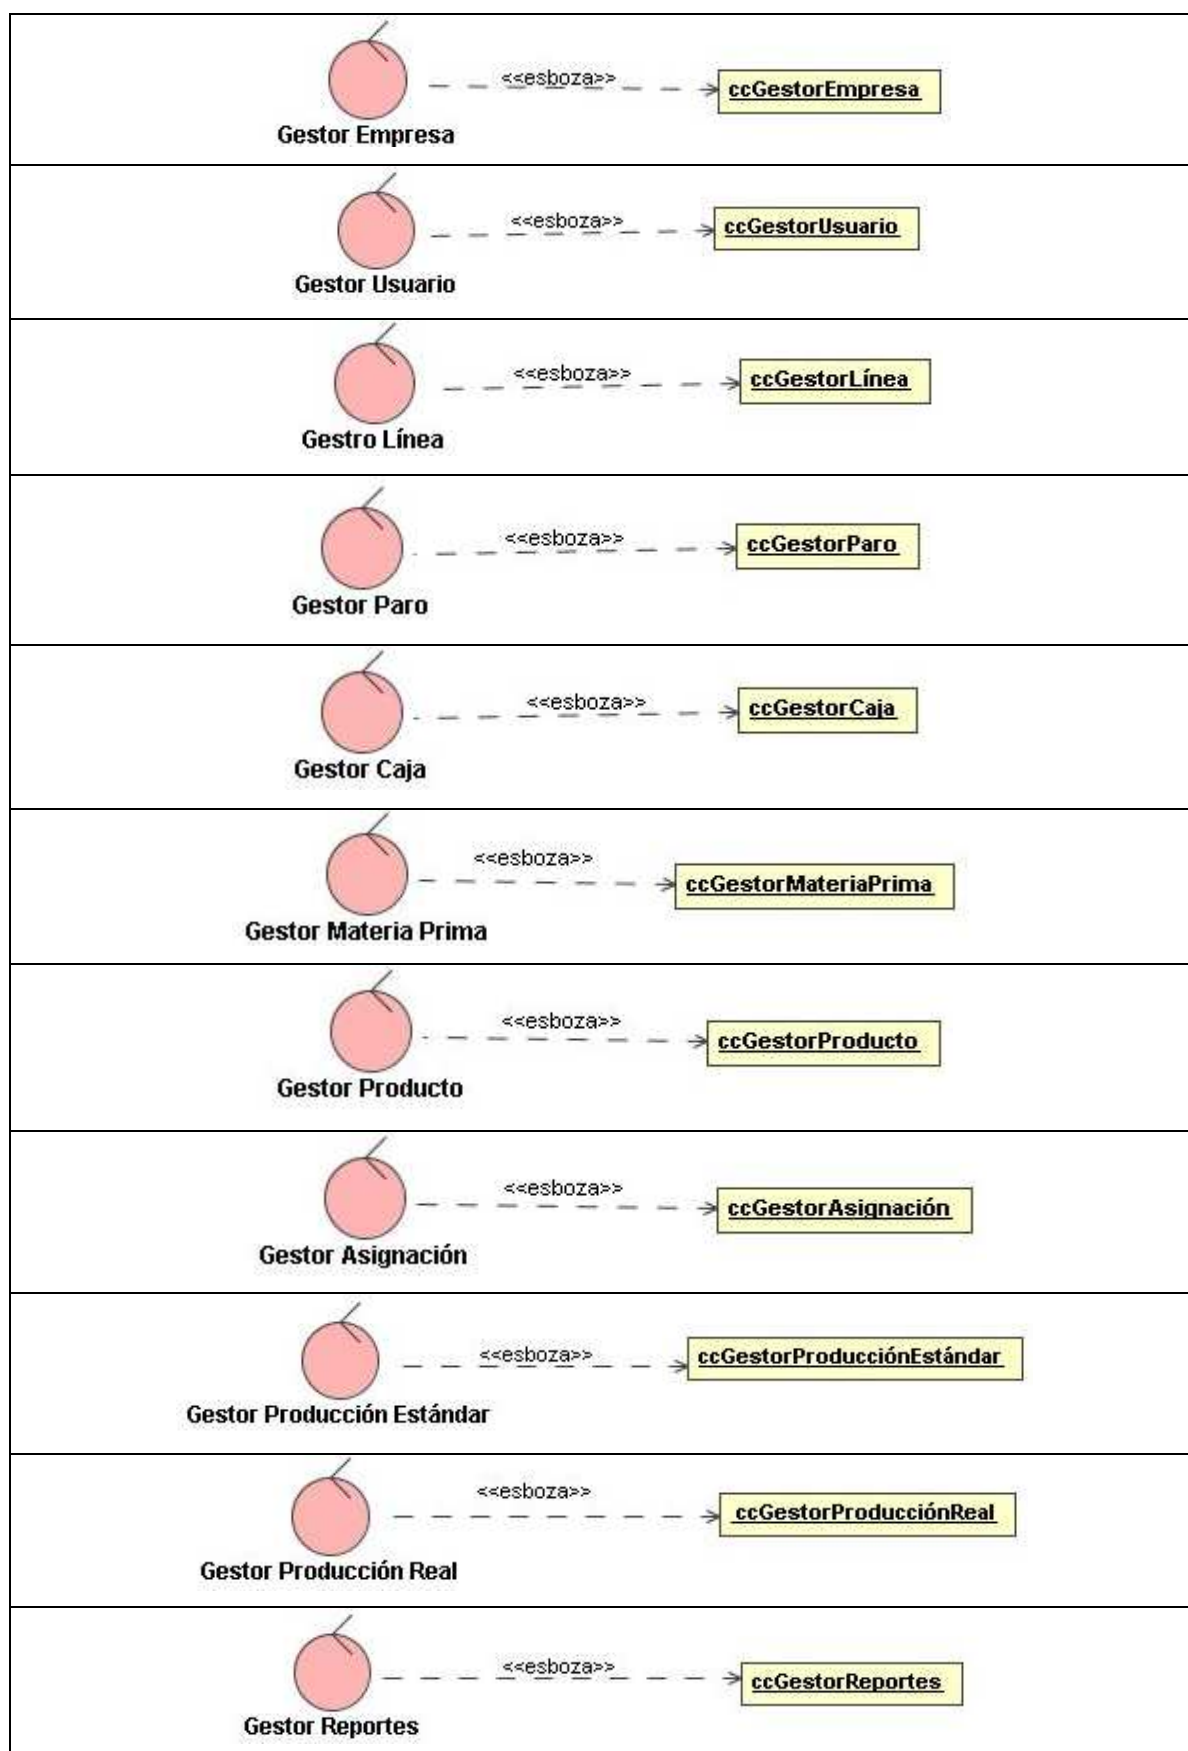 <<esboza>>
ccGestorEmpresa
Gestor Empresa
<<esboza>>
ccGestorUsuario
Gestor Usuario
<<esboza>>
ccGestorLínea
Gestro Línea
<<esboza>>
ccGestorParo
Gestor Paro
<<esboza>>
ccGestorCaja
Gestor Caja
<<esboza>>
ccGestorMateriaPrima
Gestor Materia Prima
<<esboza>>
ccGestorProducto
Gestor Producto
<<esboza>>
ccGestorAsignación
Gestor Asignación
<<esboza>>
ccGestorProducciónEstándar
Gestor Producción Estándar
<<esboza>>
ccGestorProducciónReal
Gestor Producción Real
<<esboza>>
ccGestorReportes
Gestor Reportes